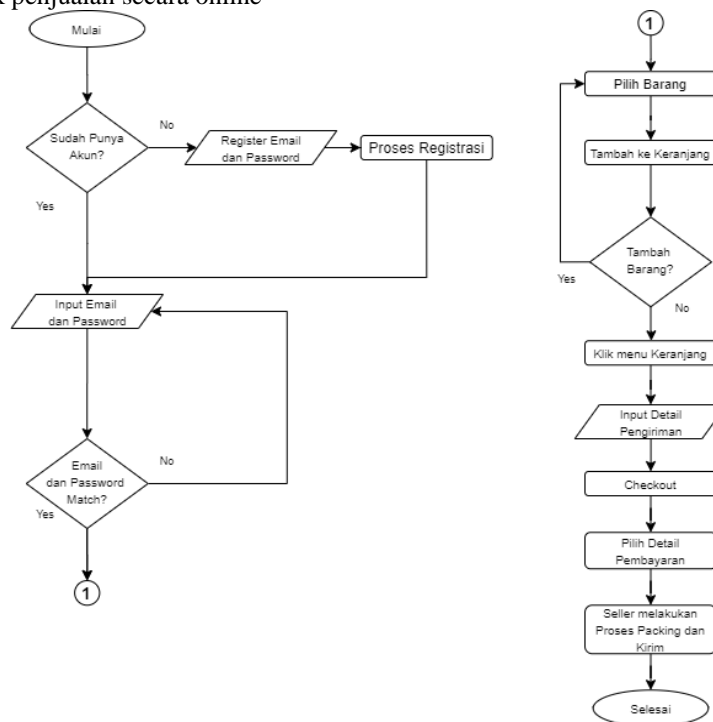 penjualan secara online
Mulai
Sudah Punya
Akun?
No
Register Email
dan Password
Proses Registrasi
Yes
Input Email
dan Password
Email
dan Password
Match?
No
Yes
1
1
Pilih Barang
Tambah ke Keranjang
Tambah
Barang?
Yes
No
Klik menu Keranjang
Input Detail
Pengiriman
Checkout
Pilih Detail
Pembayaran
Seller melakukan
Proses Packing dan
Kirim
Selesai